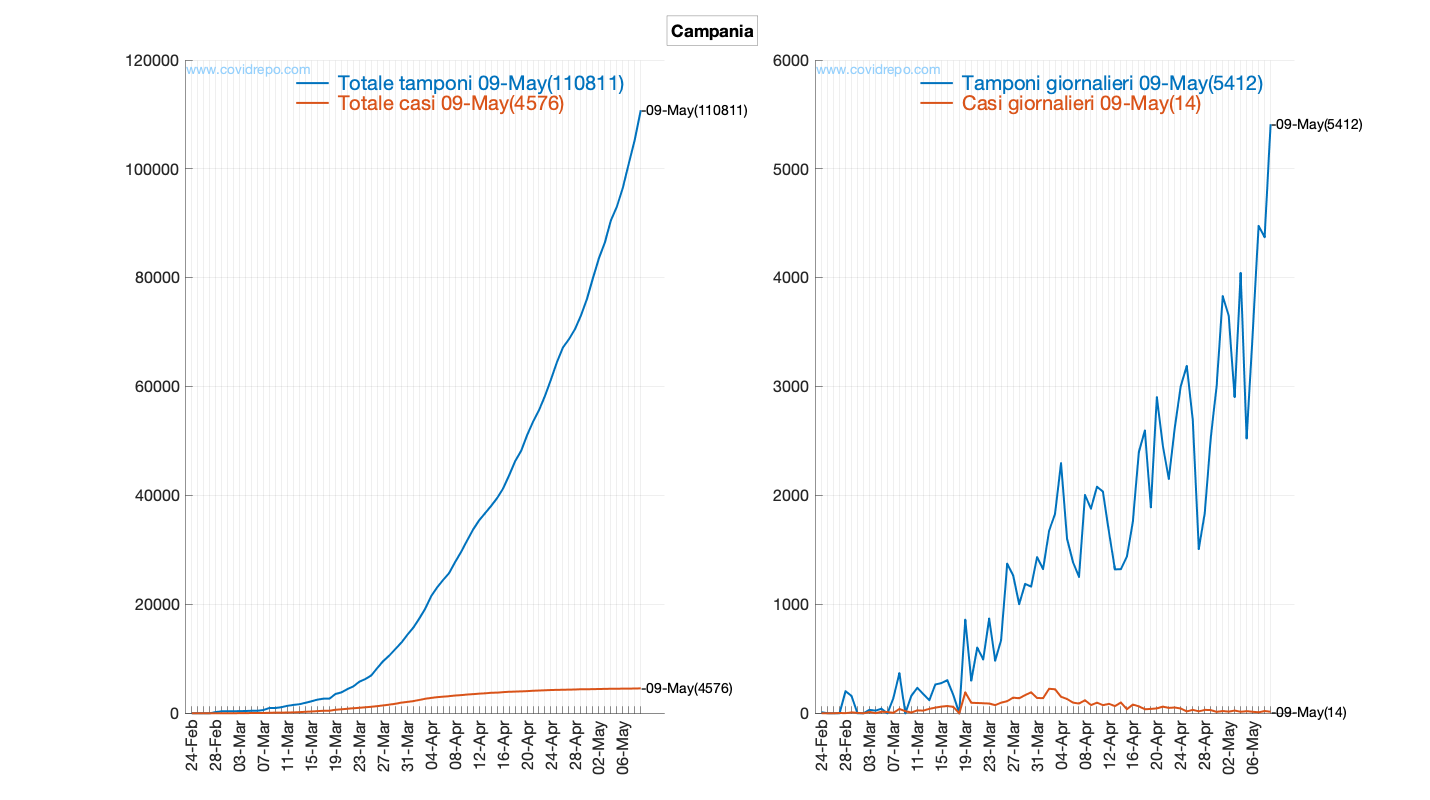 Campania
www.covidrepo.com
Totale tamponi 09-May(110811)
Totale casi 09-May(4576)
09-May(110811)
09-May(4576)
120000
100000
80000
60000
40000
20000
0
24-Feb
28-Feb
03-Mar
07-Mar
11-Mar
15-Mar
19-Mar
23-Mar
27-Mar
31-Mar
04-Apr
08-Apr
12-Apr
16-Apr
20-Apr
24-Apr
28-Apr
02-May
06-May
www.covidrepo.com
Tamponi giornalieri 09-May(5412)
Casi giornalieri 09-May(14)
09-May(5412)
09-May(14)
6000
5000
4000
3000
2000
1000
0
24-Feb
28-Feb
03-Mar
07-Mar
11-Mar
15-Mar
19-Mar
23-Mar
27-Mar
31-Mar
04-Apr
08-Apr
12-Apr
16-Apr
20-Apr
24-Apr
28-Apr
02-May
06-May